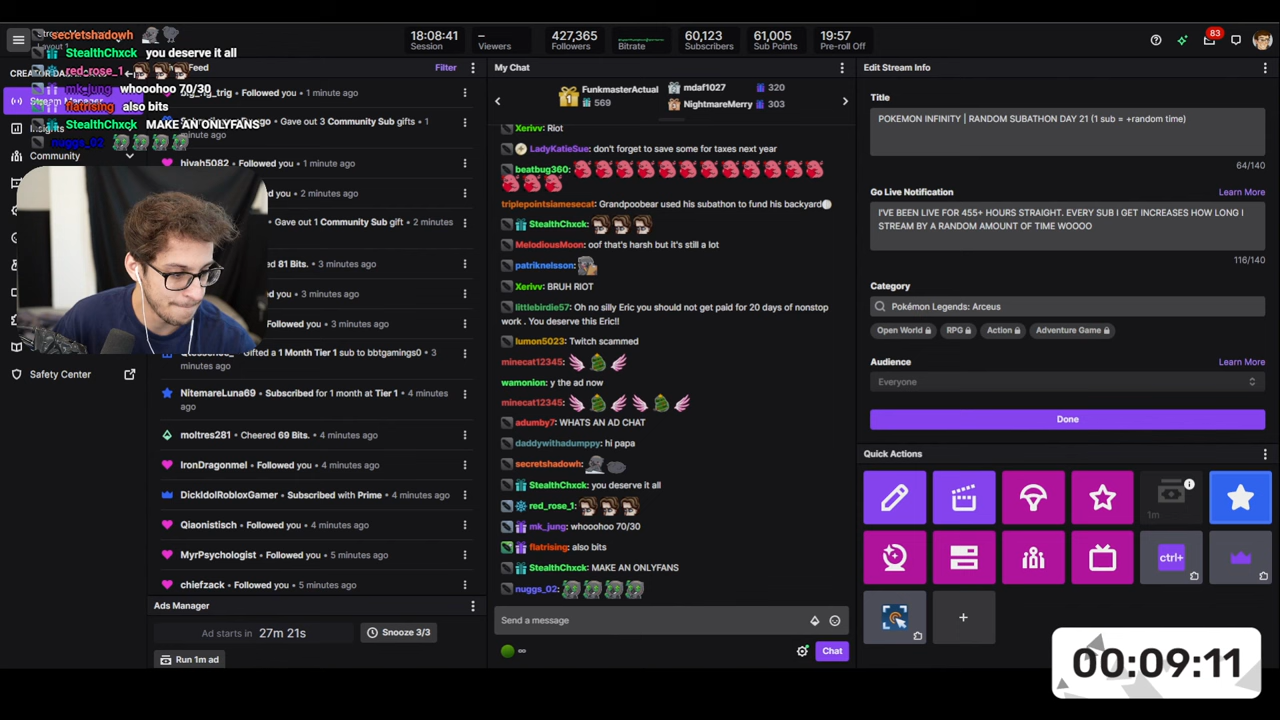 secretshadowh
StealthChxck: you deserve it all
red_rose_1:
mk_jung: whooohoo 70/30
flatrising: also bits
StealthChxck: MAKE AN ONLYFANS
nuggs_02:
CREATOR DA
Stream Manager
Insights
Community
Safety Center
18:08:41
Session
–
Viewers
427,365
Followers
Bitrate
60,123
Subscribers
61,005
Sub Points
19:57
Pre-roll Off
83
Feed
Filter
Followed you • 1 minute ago
Gave out 3 Community Sub gifts • 1
minute ago
hivah5082 • Followed you • 1 minute ago
ed you • 2 minutes ago
Gave out 1 Community Sub gift • 2
minutes ago
ed 81 Bits. • 3 minutes ago
ed you • 3 minutes ago
Followed you • 3 minutes ago
Gifted a 1 Month Tier 1 sub to bbtgamings0 • 3
minutes ago
NitemareLuna69 • Subscribed for 1 month at Tier 1 • 4 minutes
ago
moltres281 • Cheered 69 Bits. • 4 minutes ago
IronDragonmel • Followed you • 4 minutes ago
DickIdolRobloxGamer • Subscribed with Prime • 4 minutes ago
Qiaonistisch • Followed you • 4 minutes ago
MyrPsychologist • Followed you • 5 minutes ago
chiefzack • Followed you • 5 minutes ago
Ads Manager
Ad starts in 27m 21s
Snooze 3/3
Run 1m ad
My Chat
1 FunkmasterActual
569
2 mdaf1027 320
3 NightmareMerry 303
Xerivv: Riot
LadyKatieSue: don't forget to save some for taxes next year
beatbug360:
triplepointsiamesecat: Grandpoobear used his subathon to fund his backyard
StealthChxck:
MelodiousMoon: oof that's harsh but it's still a lot
patriknelsson:
Xerivv: BRUH RIOT
littlebirdie57: Oh no silly Eric you should not get paid for 20 days of nonstop
work . You deserve this Eric!!
lumon5023: Twitch scammed
minecat12345:
wamonion: y the ad now
minecat12345:
adumby7: WHATS AN AD CHAT
daddywithadumppy: hi papa
secretshadowh:
StealthChxck: you deserve it all
red_rose_1:
mk_jung: whooohoo 70/30
flatrising: also bits
StealthChxck: MAKE AN ONLYFANS
nuggs_02:
Send a message
∞
Chat
Edit Stream Info
Title
POKEMON INFINITY | RANDOM SUBATHON DAY 21 (1 sub = +random time)
64/140
Go Live Notification
Learn More
I'VE BEEN LIVE FOR 455+ HOURS STRAIGHT. EVERY SUB I GET INCREASES HOW LONG I
STREAM BY A RANDOM AMOUNT OF TIME WOOOO
116/140
Category
Pokémon Legends: Arceus
Open World
RPG
Action
Adventure Game
Audience
Learn More
Everyone
Done
Quick Actions
1m
ctrl+
+
00:09:11